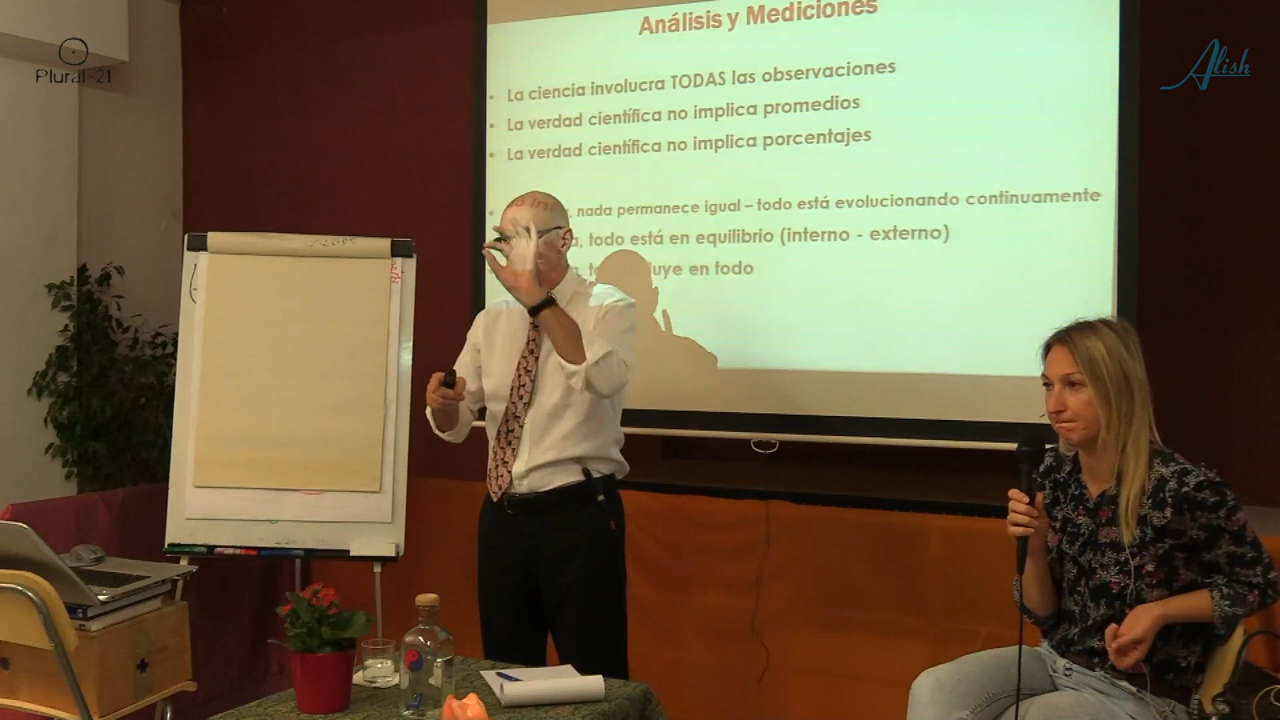 Plural-21
Alish
Análisis y Mediciones
La ciencia involucra TODAS las observaciones
La verdad científica no implica promedios
La verdad científica no implica porcentajes
nada permanece igual – todo está evolucionando continuamente
, todo está en equilibrio (interno - externo)
en todo